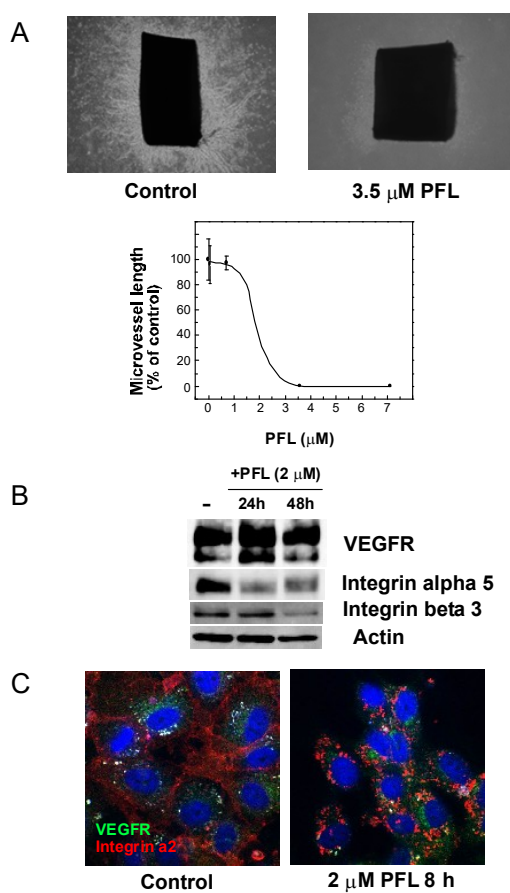 A
Control
3.5 μM PFL
Microvessel length
(% of control)
100
80
60
40
20
0
0 1 2 3 4 5 6 7
PFL (μM)
B
+PFL (2 μM)
- 24h 48h
VEGFR
Integrin alpha 5
Integrin beta 3
Actin
C
VEGFR
Integrin a2
Control
2 μM PFL 8 h